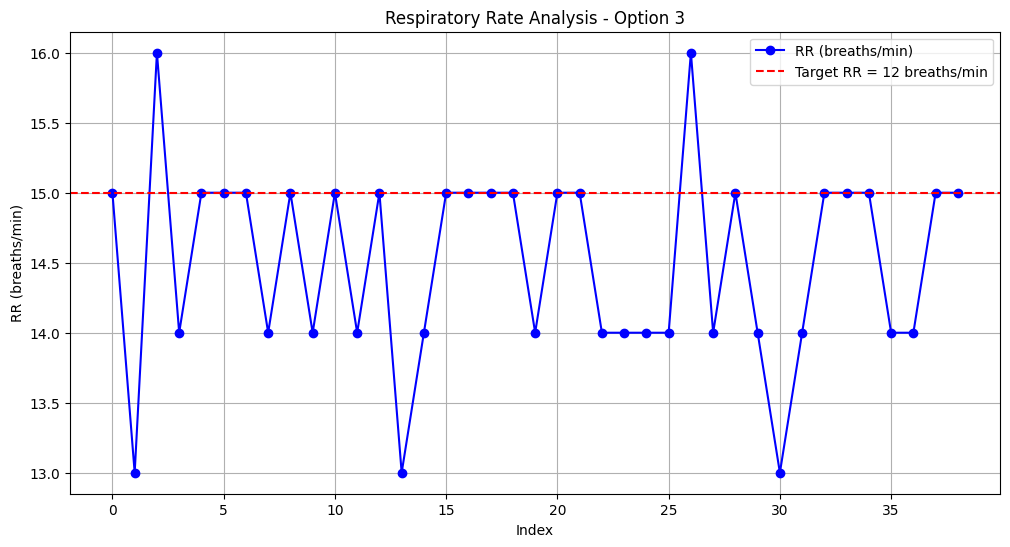 Respiratory Rate Analysis - Option 3
RR (breaths/min)
Target RR = 12 breaths/min
16.0
15.5
15.0
14.5
14.0
13.5
13.0
RR (breaths/min)
0 5 10 15 20 25 30 35
Index